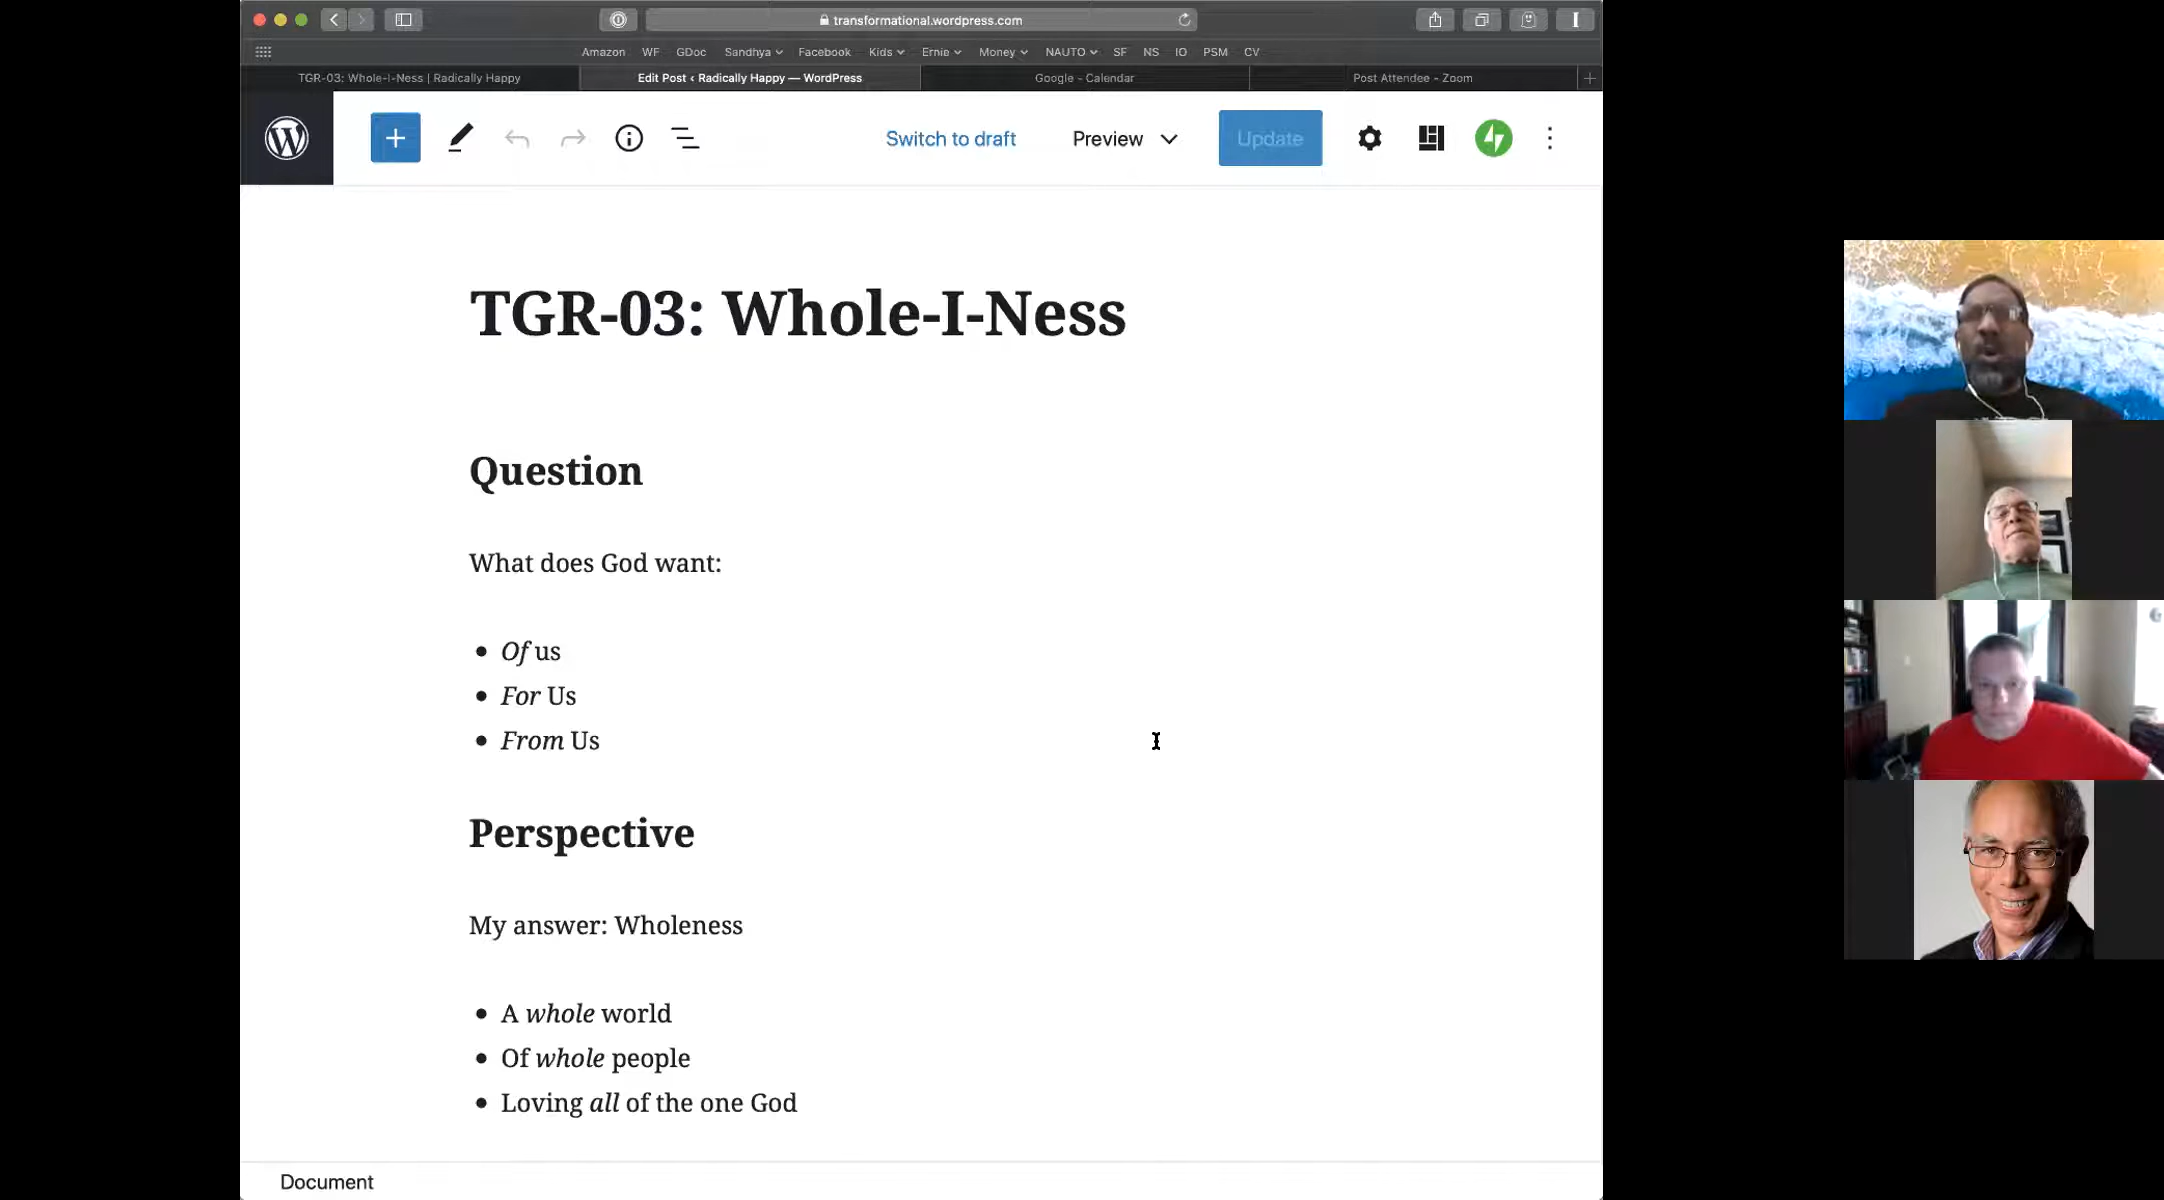 transformational.wordpress.com
Amazon WF GDoc Sandhya Facebook Kids Ernie Money NAUTO SF NS IO PSM CV
TGR-03: Whole-I-Ness | Radically Happy Edit Post ‹ Radically Happy — WordPress Google - Calendar Post Attendee - Zoom
Switch to draft Preview Update
TGR-03: Whole-I-Ness
Question
What does God want:
• Of us
• For Us
• From Us
Perspective
My answer: Wholeness
• A whole world
• Of whole people
• Loving all of the one God
Document